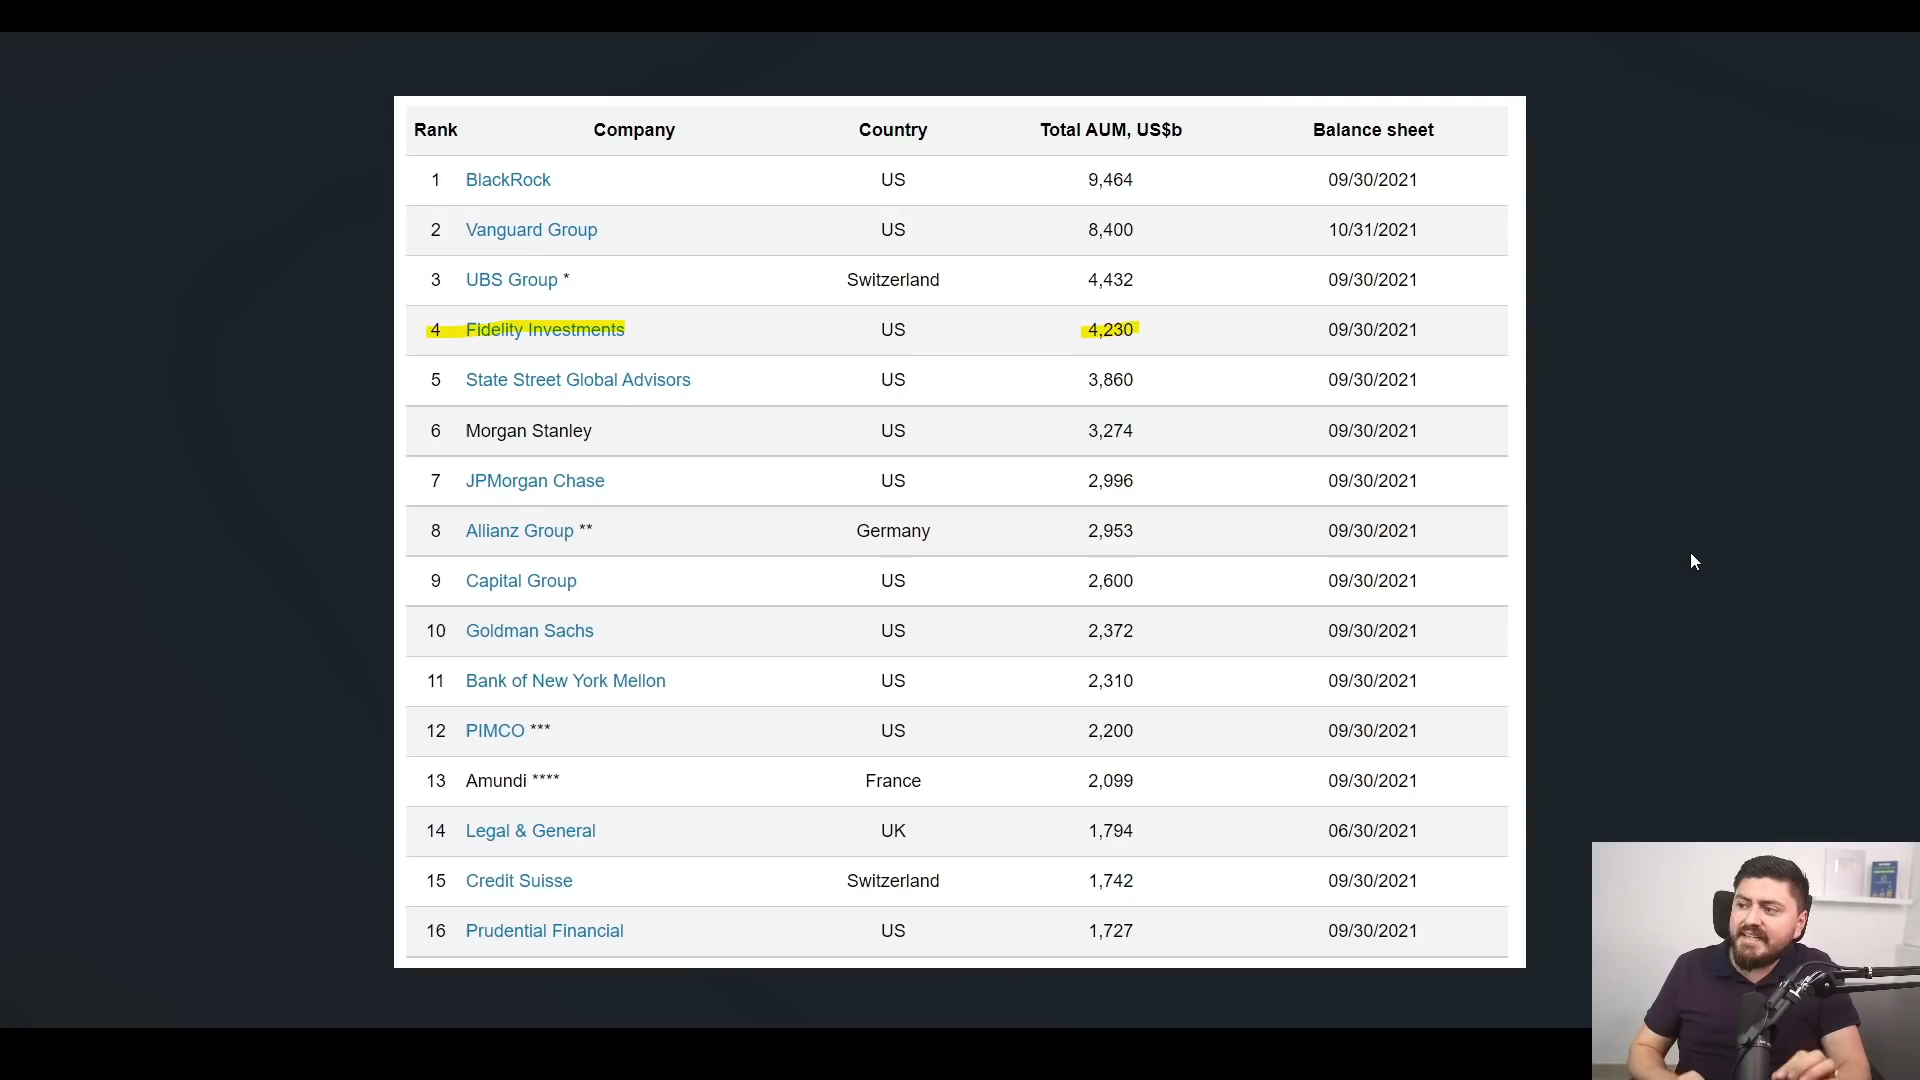 Rank Company Country Total AUM, US$b Balance sheet
1 BlackRock US 9,464 09/30/2021
2 Vanguard Group US 8,400 10/31/2021
3 UBS Group * Switzerland 4,432 09/30/2021
4 Fidelity Investments US 4,230 09/30/2021
5 State Street Global Advisors US 3,860 09/30/2021
6 Morgan Stanley US 3,274 09/30/2021
7 JPMorgan Chase US 2,996 09/30/2021
8 Allianz Group ** Germany 2,953 09/30/2021
9 Capital Group US 2,600 09/30/2021
10 Goldman Sachs US 2,372 09/30/2021
11 Bank of New York Mellon US 2,310 09/30/2021
12 PIMCO *** US 2,200 09/30/2021
13 Amundi **** France 2,099 09/30/2021
14 Legal & General UK 1,794 06/30/2021
15 Credit Suisse Switzerland 1,742 09/30/2021
16 Prudential Financial US 1,727 09/30/2021